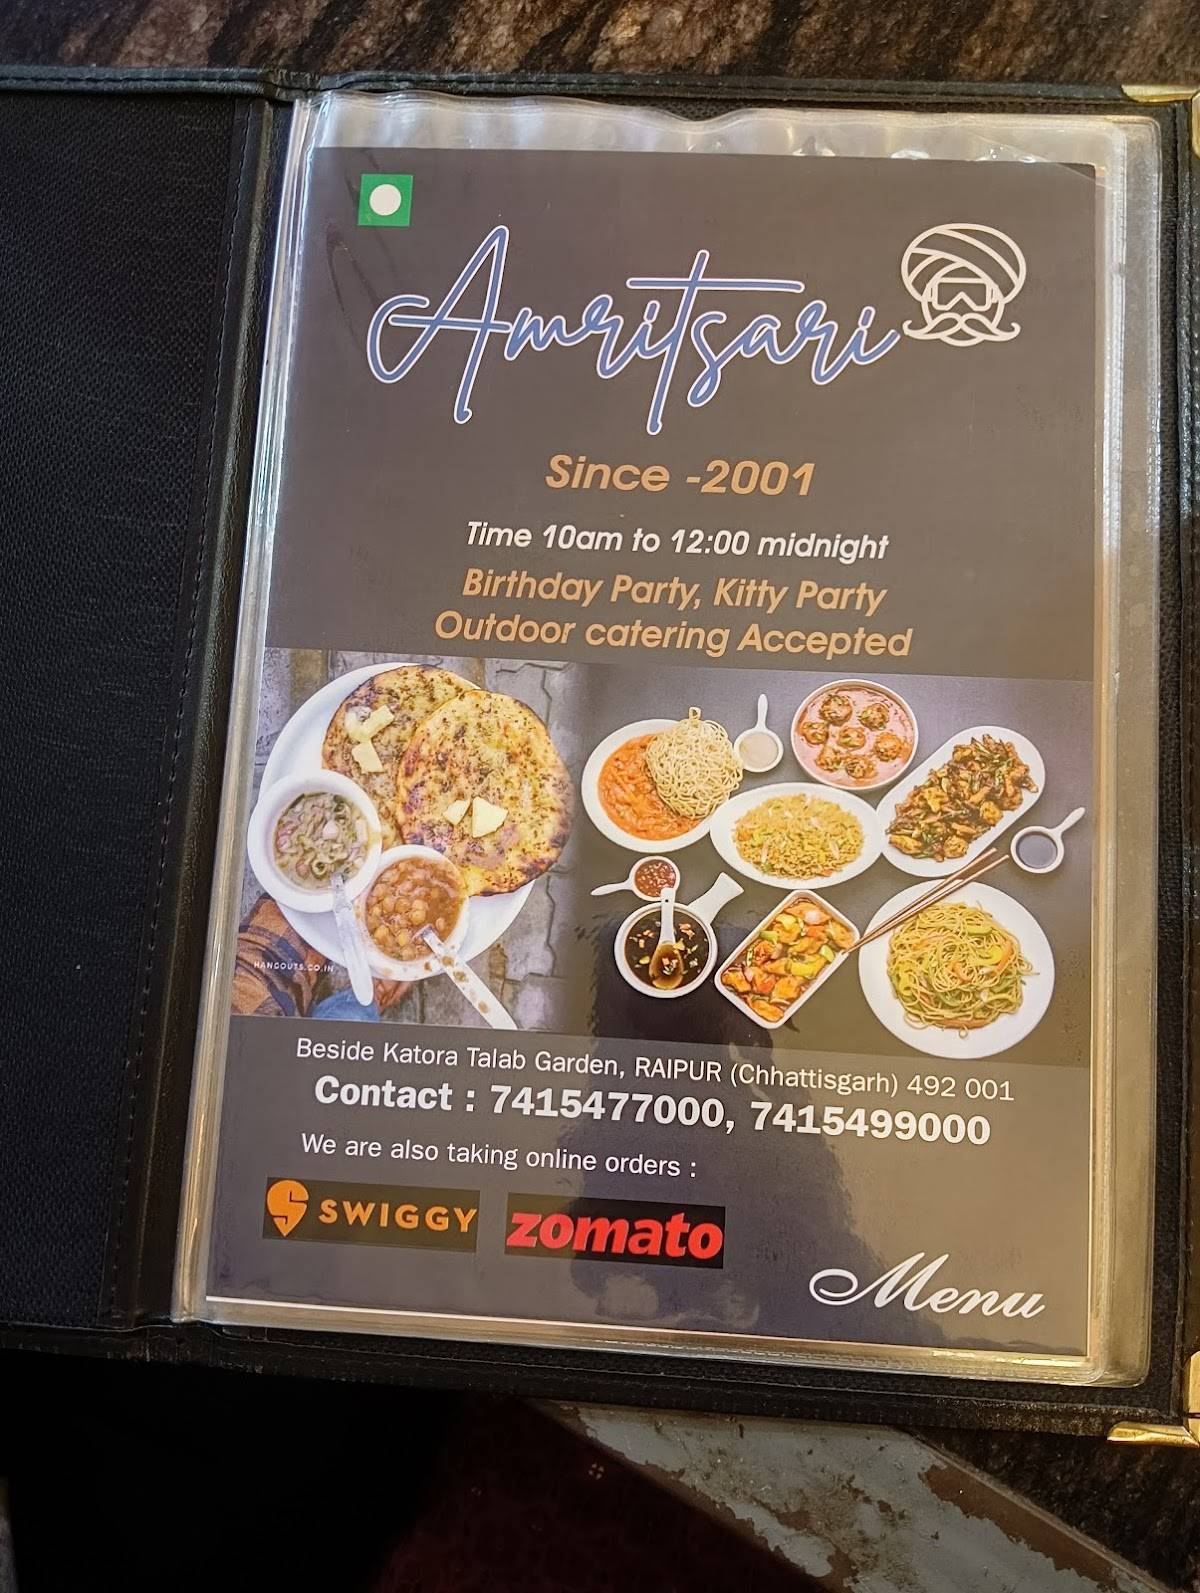 Amritsari
Since -2001
Time 10am to 12:00 midnight
Birthday Party, Kitty Party
Outdoor catering Accepted
HANGOUTS.CO.IN
Beside Katora Talab Garden, RAIPUR (Chhattisgarh) 492 001
Contact : 7415477000, 7415499000
We are also taking online orders :
SWIGGY zomato
Menu